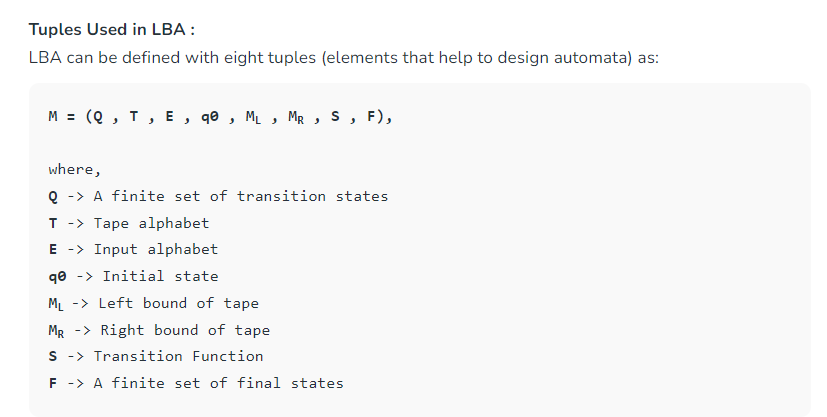 Tuples Used in LBA :
LBA can be defined with eight tuples (elements that help to design automata) as:
M = (Q , T , E , q0 , ML , MR , S , F),
where,
Q -> A finite set of transition states
T -> Tape alphabet
E -> Input alphabet
q0 -> Initial state
ML -> Left bound of tape
MR -> Right bound of tape
S -> Transition Function
F -> A finite set of final states